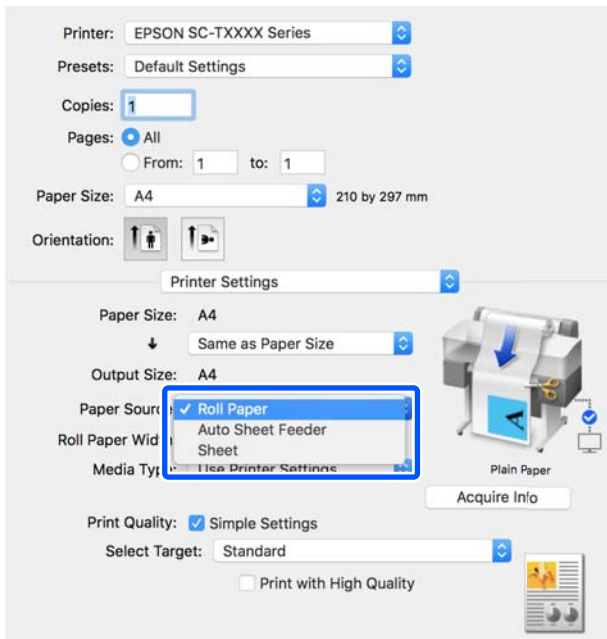 Printer: EPSON SC-TXXXX Series
Presets: Default Settings
Copies: 1
Pages: All
From: 1 to: 1
Paper Size: A4 210 by 297 mm
Orientation:
Printer Settings
Paper Size: A4
Same as Paper Size
Output Size: A4
Paper Source ✓ Roll Paper
Auto Sheet Feeder
Roll Paper Width
Sheet
Media Type: Use Printer Settings
Plain Paper
Acquire Info
Print Quality: Simple Settings
Select Target: Standard
Print with High Quality